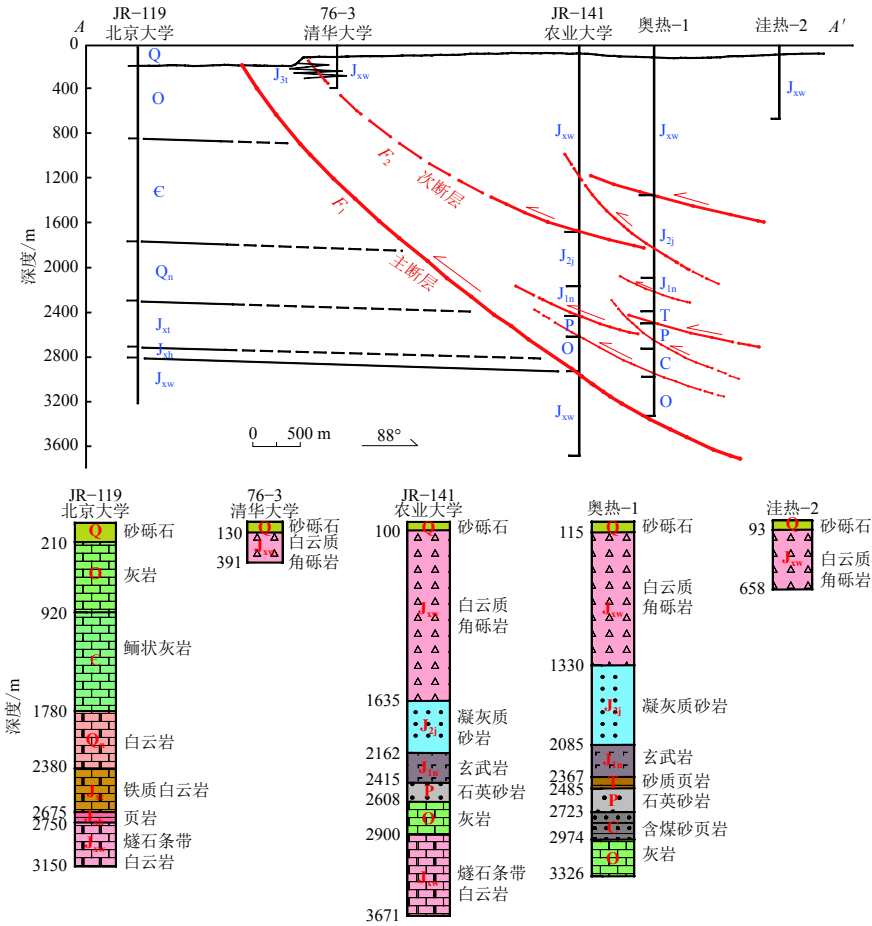 JR-119
76-3
JR-141
奥热-1
洼热-2
A
北京大学
清华大学
农业大学
A′
0
400
800
1200
1600
2000
2400
2800
3200
3600
深度/m
Q
O
Є
Qn
Jxt
Jxh
Jxw
J3t
Jxw
F2
次断层
F1
主断层
Jxw
J2j
J1n
P
O
Jxw
Jxw
J2j
J1n
T
P
C
O
Jxw
0 500 m
88°
JR-119
北京大学
Q
砂砾石
210
O
灰岩
920
Є
鲕状灰岩
1780
Qn
白云岩
2380
铁质白云岩
2675
页岩
2750
Jxw
燧石条带
白云岩
3150
深度/m
76-3
清华大学
Q
砂砾石
130
Jxw
白云质
角砾岩
391
JR-141
农业大学
Q
砂砾石
100
Jxw
白云质
角砾岩
1635
J2j
凝灰质
砂岩
2162
J1n
玄武岩
2415
P
石英砂岩
2608
O
灰岩
2900
Jxw
燧石条带
白云岩
3671
奥热-1
Q
砂砾石
115
Jxw
白云质
角砾岩
1330
J2j
凝灰质砂岩
2085
J1n
玄武岩
2367
T
砂质页岩
2485
P
石英砂岩
2723
C
含煤砂页岩
2974
O
灰岩
3326
洼热-2
Q
砂砾石
93
Jxw
白云质
角砾岩
658